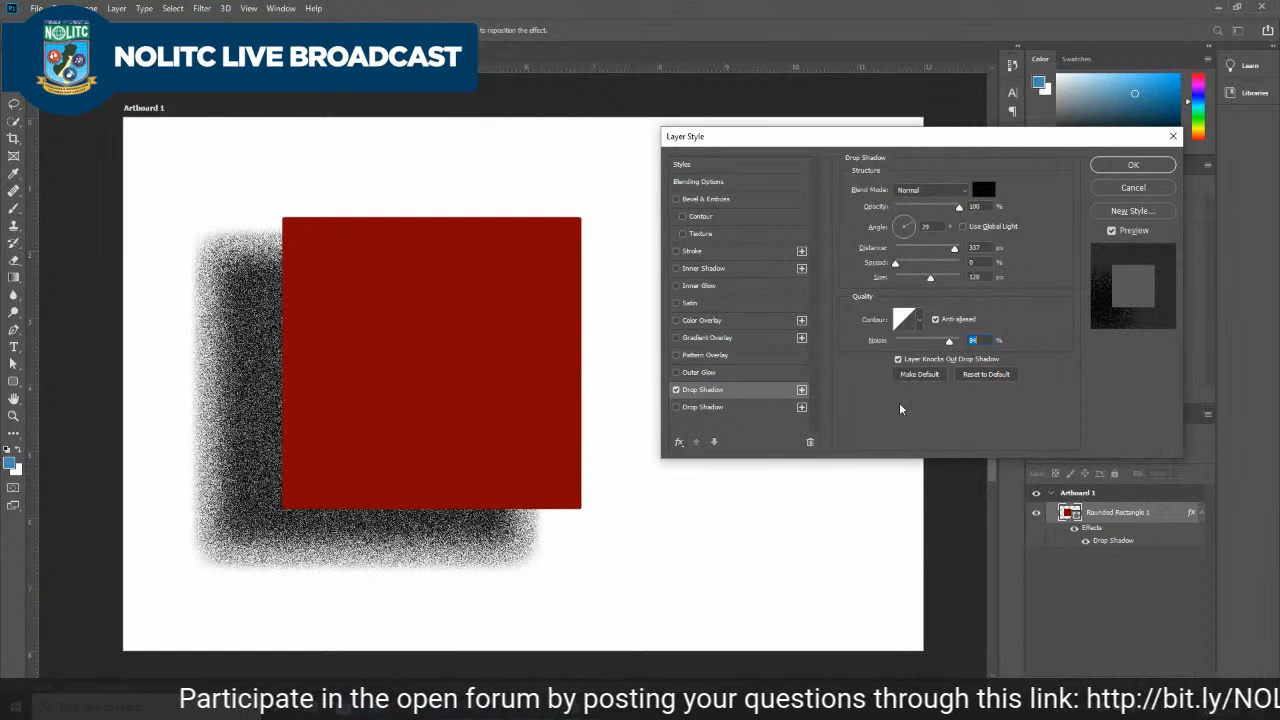 File
Layer Type Select Filter 3D View Window Help
NOLITC LIVE BROADCAST
to reposition the effect.
Color Swatches
Learn
Libraries
Artboard 1
Layer Style
Styles
Blending Options
Bevel & Emboss
Contour
Texture
Stroke
Inner Shadow
Inner Glow
Satin
Color Overlay
Gradient Overlay
Pattern Overlay
Outer Glow
Drop Shadow
Drop Shadow
fx
Drop Shadow
Structure
Blend Mode: Normal
Opacity: 100 %
Angle: 29 ° Use Global Light
Distance: 337 px
Spread: 0 %
Size: 128 px
Quality
Contour: Anti-aliased
Noise: 84 %
Layer Knocks Out Drop Shadow
Make Default Reset to Default
OK
Cancel
New Style...
Preview
Artboard 1
Rounded Rectangle 1 fx
Effects
Drop Shadow
Participate in the open forum by posting your questions through this link: http://bit.ly/NOL